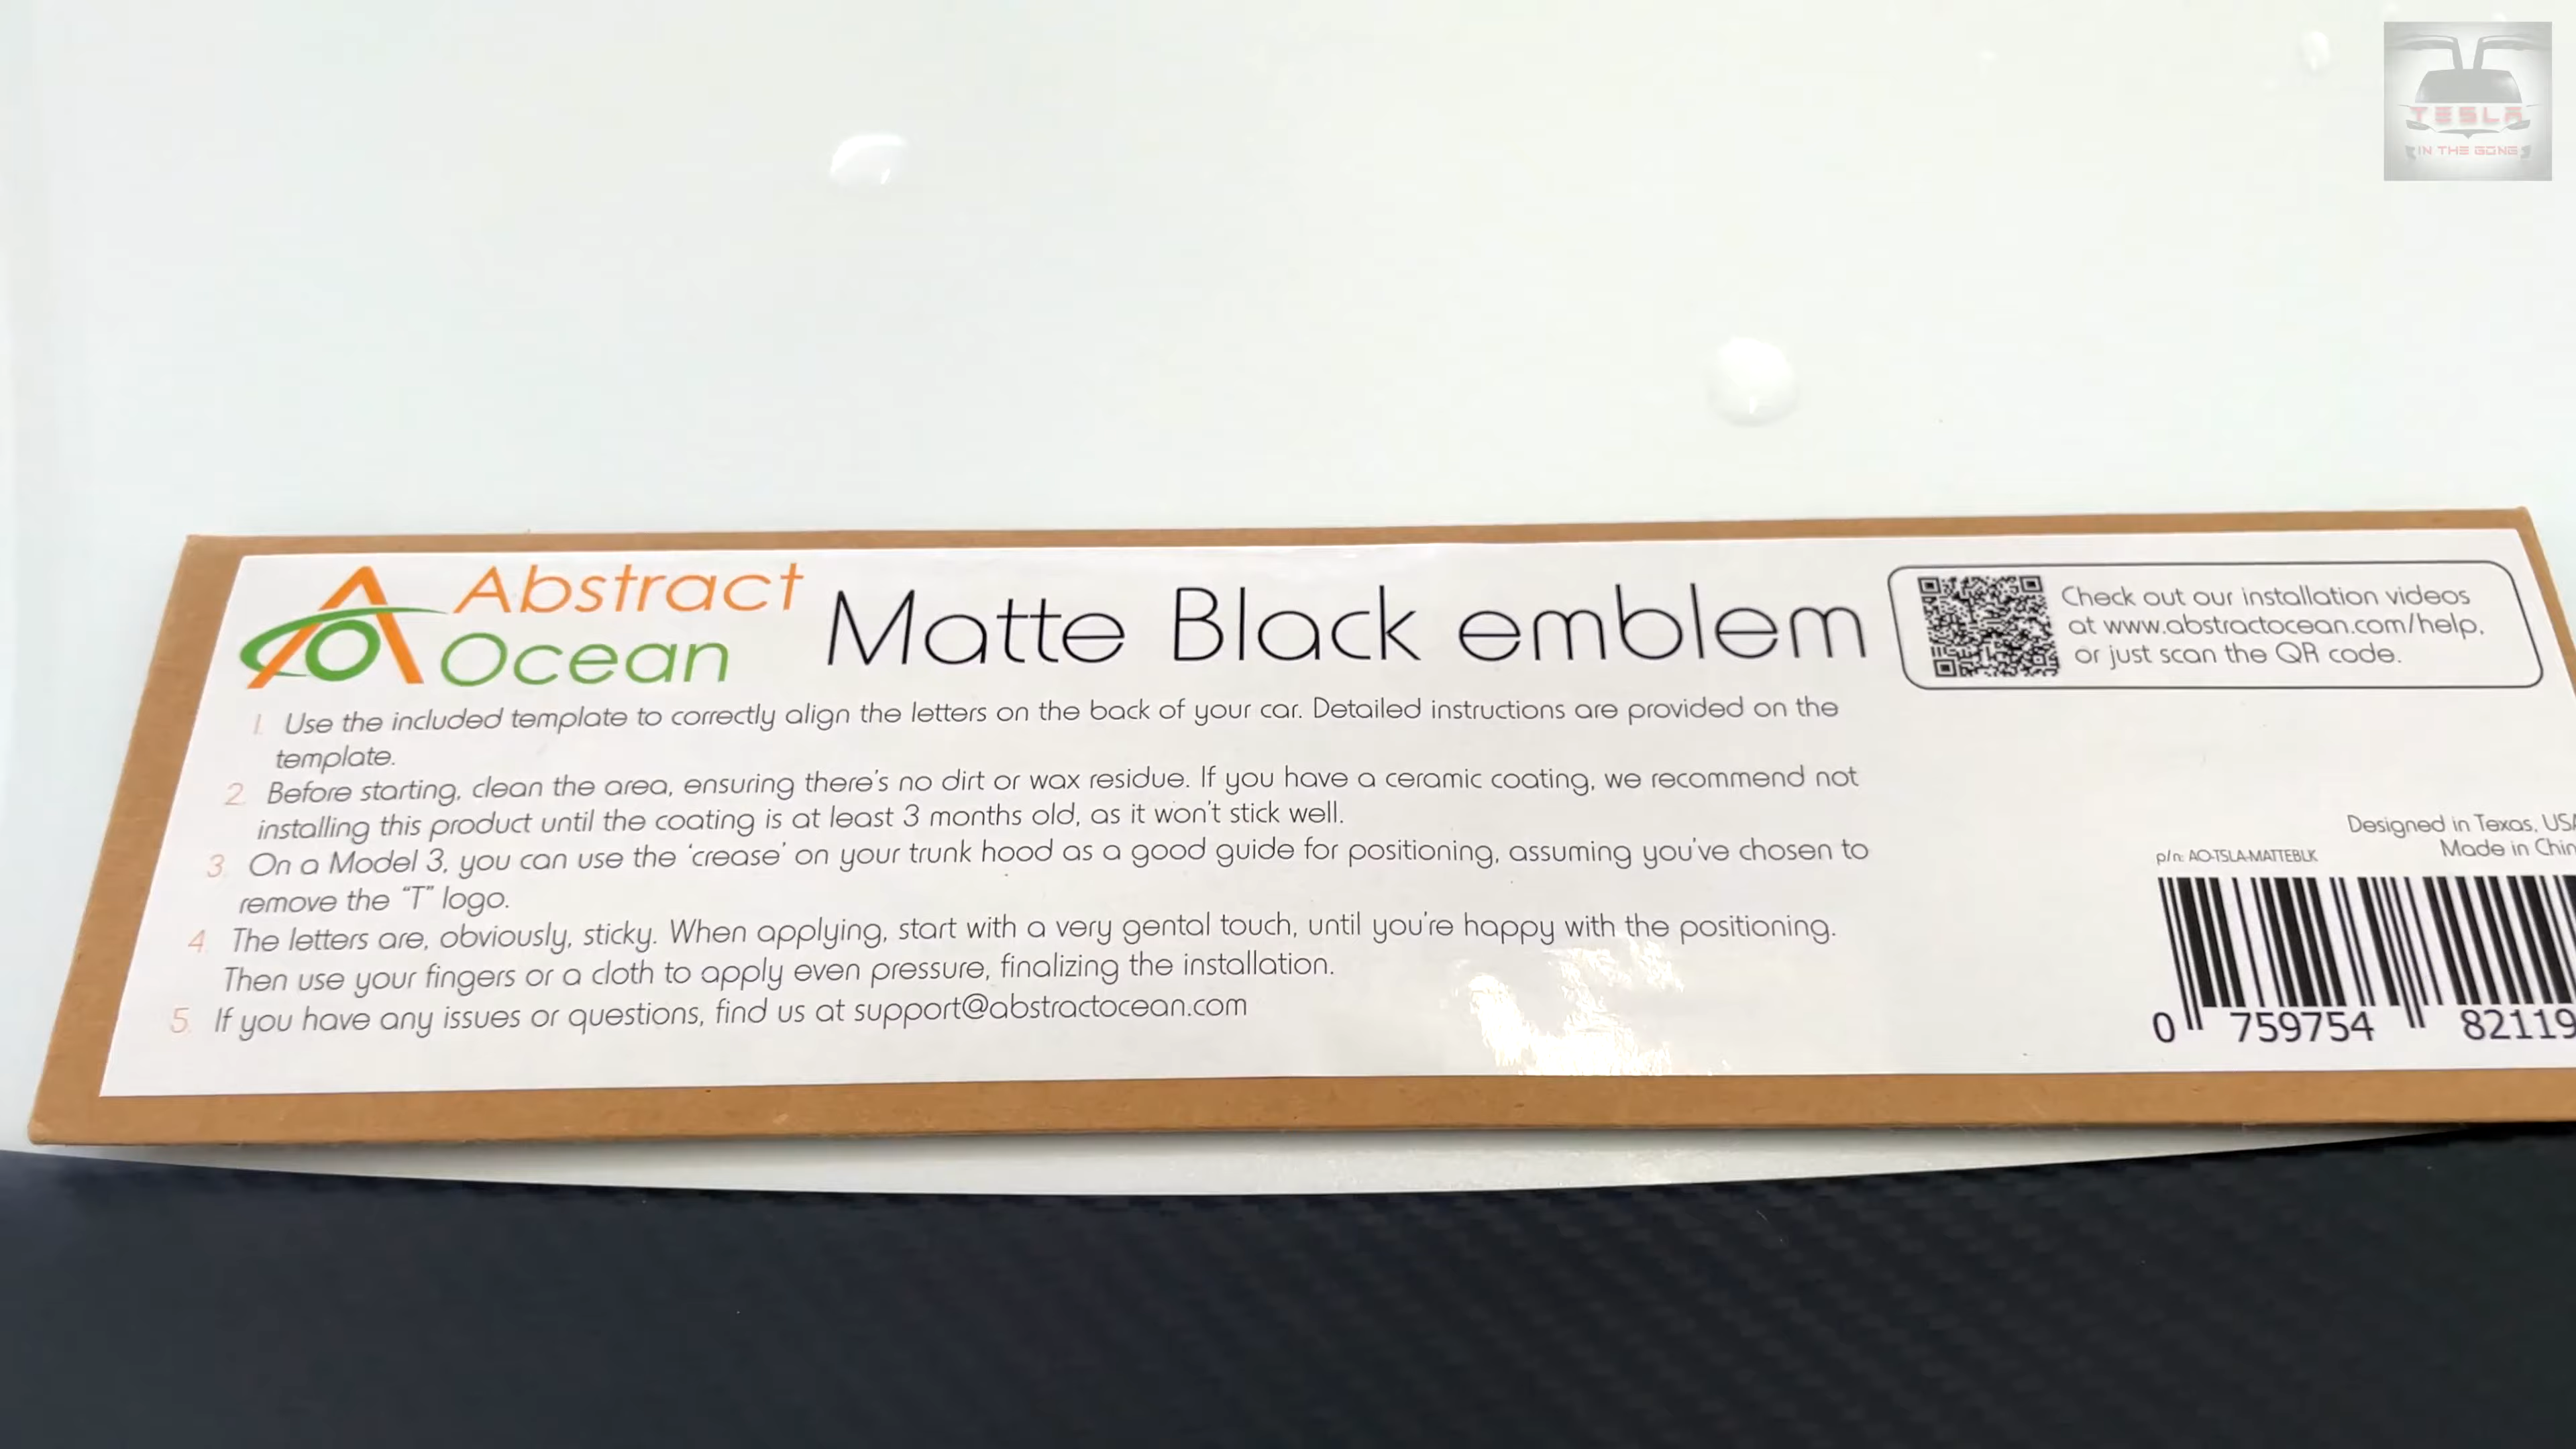 TESLA
IN THE GONG
Abstract
Ocean
Matte Black emblem
Check out our installation videos
at www.abstractocean.com/help,
or just scan the QR code.
1. Use the included template to correctly align the letters on the back of your car. Detailed instructions are provided on the
template.
2. Before starting, clean the area, ensuring there's no dirt or wax residue. If you have a ceramic coating, we recommend not
installing this product until the coating is at least 3 months old, as it won't stick well.
3. On a Model 3, you can use the 'crease' on your trunk hood as a good guide for positioning, assuming you've chosen to
remove the "T" logo.
4. The letters are, obviously, sticky. When applying, start with a very gental touch, until you're happy with the positioning.
Then use your fingers or a cloth to apply even pressure, finalizing the installation.
5. If you have any issues or questions, find us at support@abstractocean.com
Designed in Texas, USA
Made in Chin
p/n: AO-TSLA-MATTEBLK
0 759754 82119